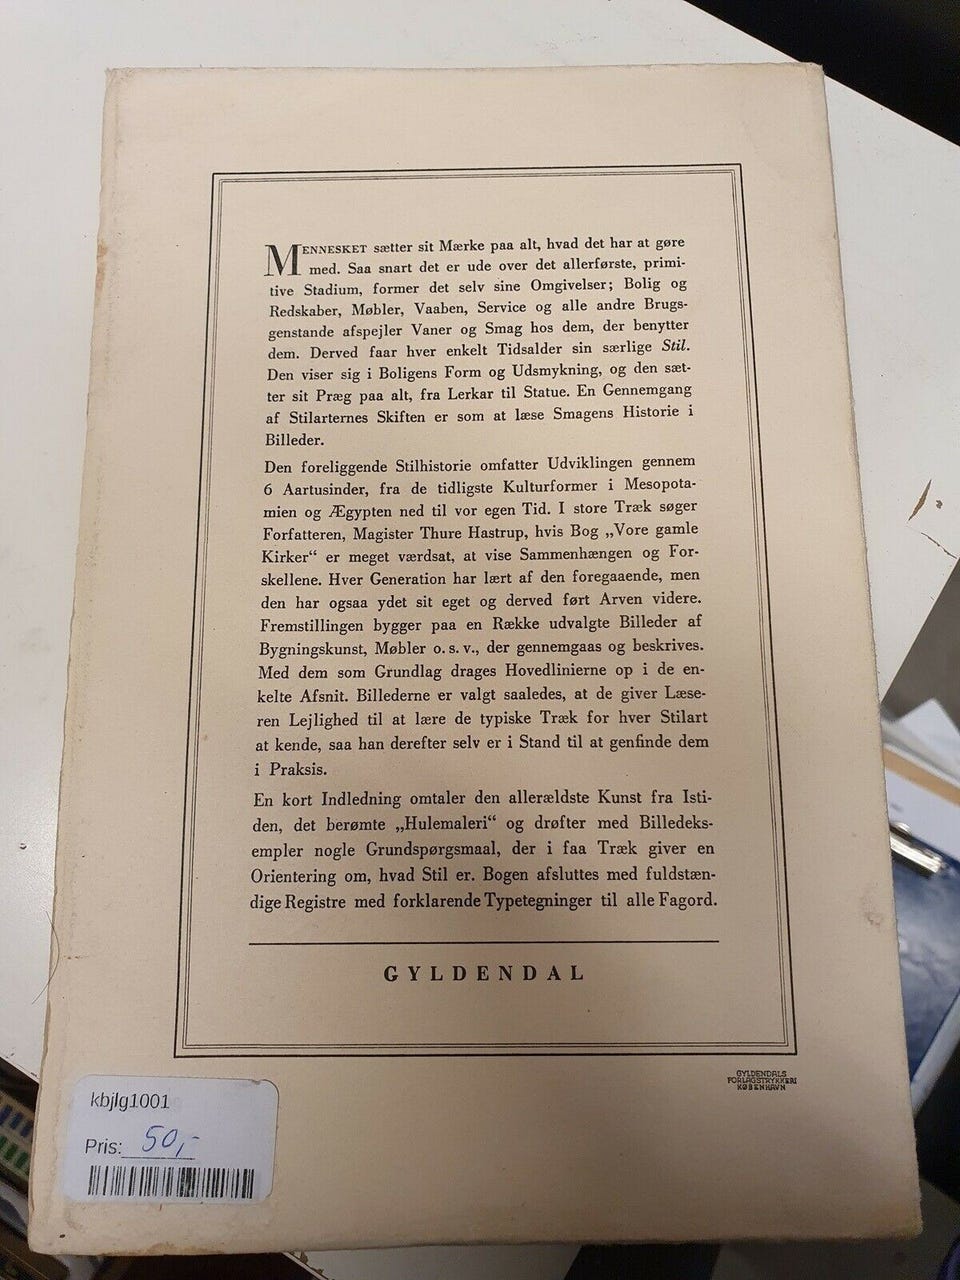 MENNESKET sætter sit Mærke paa alt, hvad det har at gøre
med. Saa snart det er ude over det allerførste, primi-
tive Stadium, former det selv sine Omgivelser; Bolig og
Redskaber, Møbler, Vaaben, Service og alle andre Brugs-
genstande afspejler Vaner og Smag hos dem, der benytter
dem. Derved faar hver enkelt Tidsalder sin særlige Stil.
Den viser sig i Boligens Form og Udsmykning, og den sæt-
ter sit Præg paa alt, fra Lerkar til Statue. En Gennemgang
af Stilarternes Skiften er som at læse Smagens Historie i
Billeder.
Den foreliggende Stilhistorie omfatter Udviklingen gennem
6 Aartusinder, fra de tidligste Kulturformer i Mesopota-
mien og Ægypten ned til vor egen Tid. I store Træk søger
Forfatteren, Magister Thure Hastrup, hvis Bog „Vore gamle
Kirker“ er meget værdsat, at vise Sammenhængen og For-
skellene. Hver Generation har lært af den foregaaende, men
den har ogsaa ydet sit eget og derved ført Arven videre.
Fremstillingen bygger paa en Række udvalgte Billeder af
Bygningskunst, Møbler o. s. v., der gennemgaas og beskrives.
Med dem som Grundlag drages Hovedlinierne op i de en-
kelte Afsnit. Billederne er valgt saaledes, at de giver Læse-
ren Lejlighed til at lære de typiske Træk for hver Stilart
at kende, saa han derefter selv er i Stand til at genfinde dem
i Praksis.
En kort Indledning omtaler den allerældste Kunst fra Isti-
den, det berømte „Hulemaleri“ og drøfter med Billedeks-
empler nogle Grundspørgsmaal, der i faa Træk giver en
Orientering om, hvad Stil er. Bogen afsluttes med fuldstæn-
dige Registre med forklarende Typetegninger til alle Fagord.
GYLDENDAL
GYLDENDALS
FORLAGSTRYKKERI
KØBENHAVN
kbjlg1001
Pris: 50,-